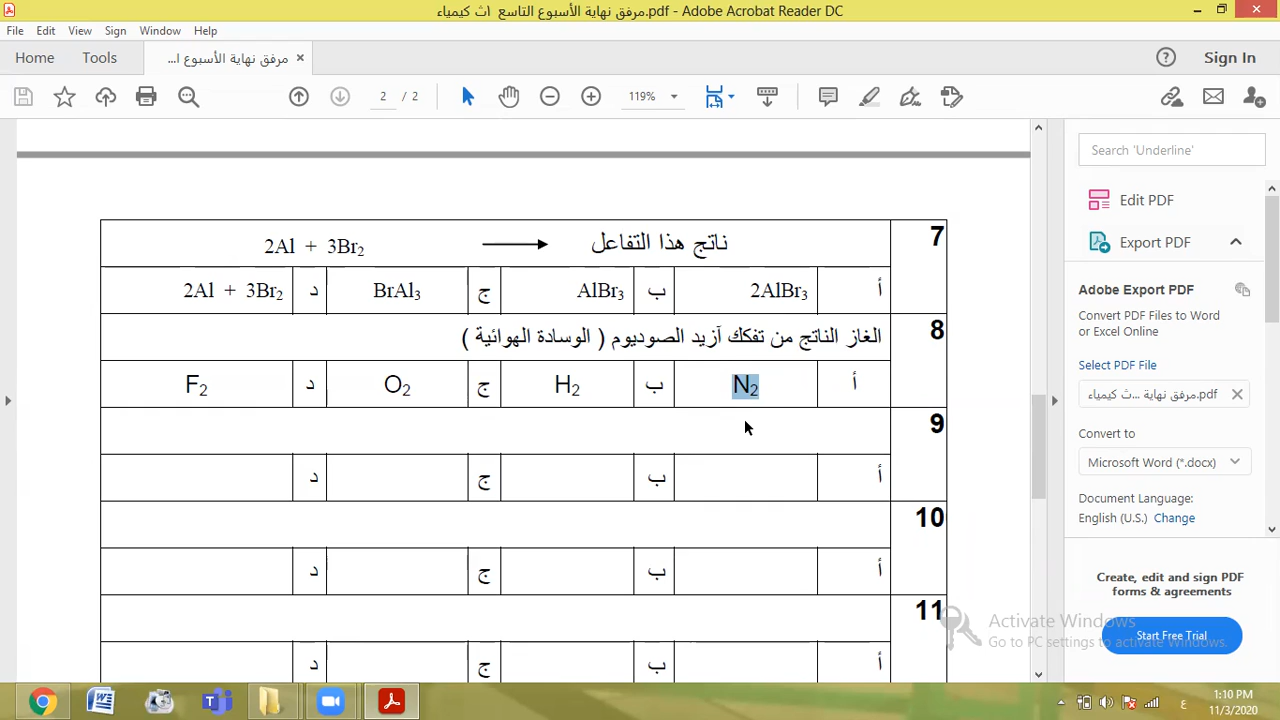 مرفق نهاية الأسبوع التاسع ١ث كيمياء.pdf - Adobe Acrobat Reader DC
File Edit View Sign Window Help
Home Tools مرفق نهاية الأسبوع ا... × Sign In
2 / 2 119%
Search 'Underline'
Edit PDF
Export PDF
Adobe Export PDF
Convert PDF Files to Word or Excel Online
Select PDF File
مرفق نهاية ...ث كيمياء.pdf
Convert to
Microsoft Word (*.docx)
Document Language:
English (U.S.) Change
Create, edit and sign PDF forms & agreements
Start Free Trial
7 ناتج هذا التفاعل ⟶ 2Al + 3Br₂
أ 2AlBr₃ ب AlBr₃ ج BrAl₃ د 2Al + 3Br₂
8 الغاز الناتج من تفكك آزيد الصوديوم ( الوسادة الهوائية )
أ N₂ ب H₂ ج O₂ د F₂
9
أ ب ج د
10
أ ب ج د
11
أ ب ج د
Activate Windows
Go to PC settings to activate Windows.
ع 1:10 PM
11/3/2020